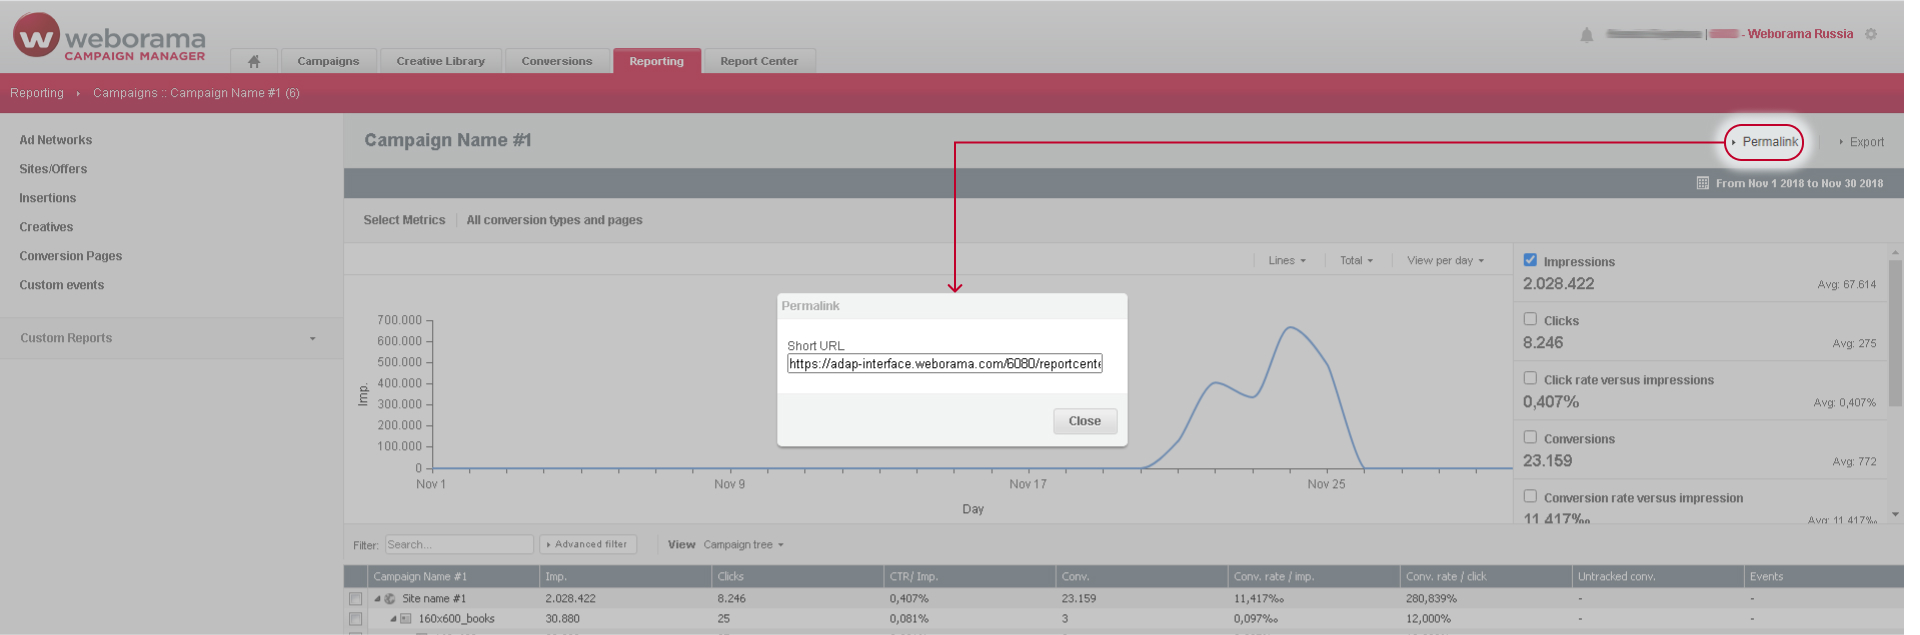 weborama
CAMPAIGN MANAGER
Campaigns
Creative Library
Conversions
Reporting
Report Center
- Weborama Russia
Reporting
Campaigns :: Campaign Name #1 (6)
Ad Networks
Sites/Offers
Insertions
Creatives
Conversion Pages
Custom events
Custom Reports
Campaign Name #1
Permalink
Export
From Nov 1 2018 to Nov 30 2018
Select Metrics
All conversion types and pages
Lines
Total
View per day
Impressions
2.028.422
Avg: 67.614
Clicks
8.246
Avg: 275
Click rate versus impressions
0,407%
Avg: 0,407%
Conversions
23.159
Avg: 772
Conversion rate versus impression
11,417‰
Avg: 11,417‰
Imp.
700.000
600.000
500.000
400.000
300.000
200.000
100.000
0
Nov 1
Nov 9
Nov 17
Nov 25
Day
Permalink
Short URL
https://adap-interface.weborama.com/6080/reportcente
Close
Filter:
Search...
Advanced filter
View
Campaign tree
Campaign Name #1 Imp. Clicks CTR/ Imp. Conv. Conv. rate / imp. Conv. rate / click Untracked conv. Events
Site name #1 2.028.422 8.246 0,407% 23.159 11,417‰ 280,839% - -
160x600_books 30.880 25 0,081% 3 0,097‰ 12,000% - -